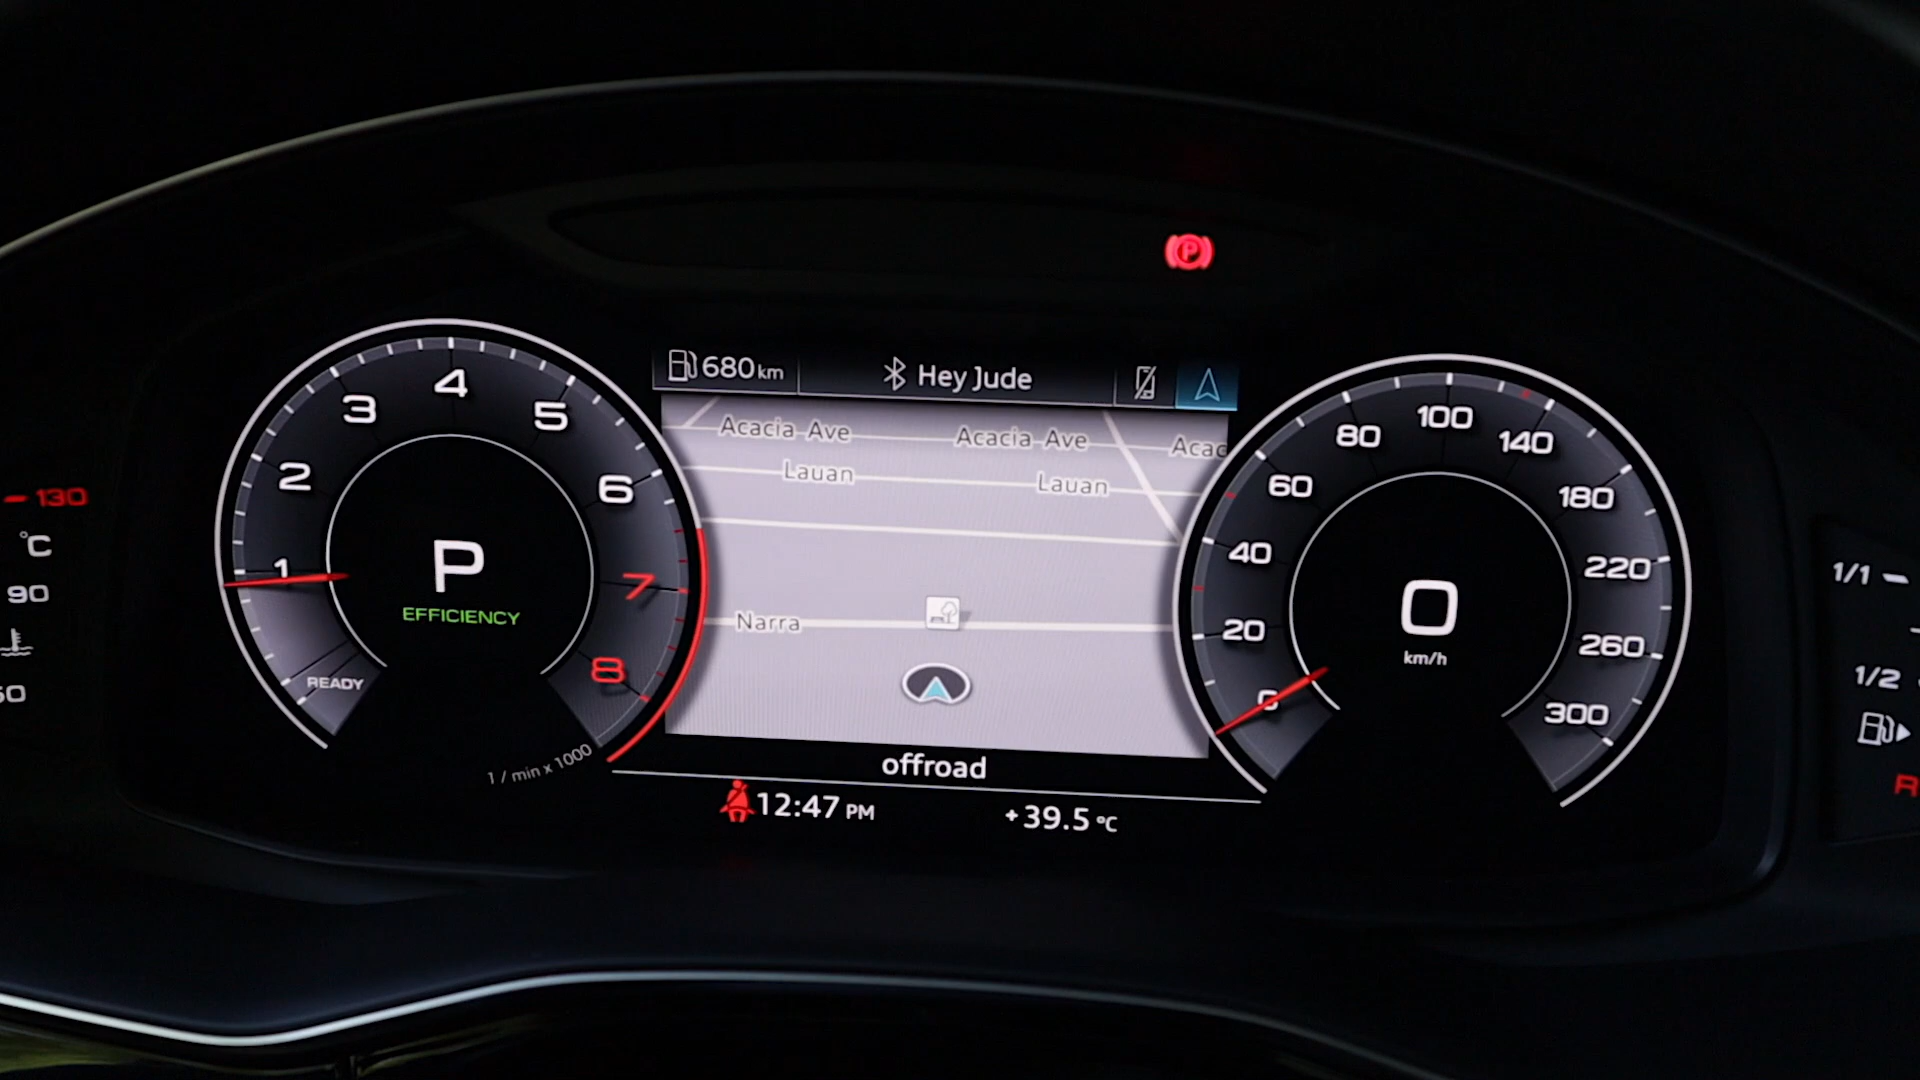 680 km
Hey Jude
Acacia Ave
Acacia Ave
Acac
Lauan
Lauan
Narra
offroad
12:47 PM
+39.5 °C
130
°C
90
1
2
3
4
5
6
7
8
READY
P
EFFICIENCY
1 / min x 1000
0
20
40
60
80
100
140
180
220
260
300
0
km/h
1/1
1/2
R
P